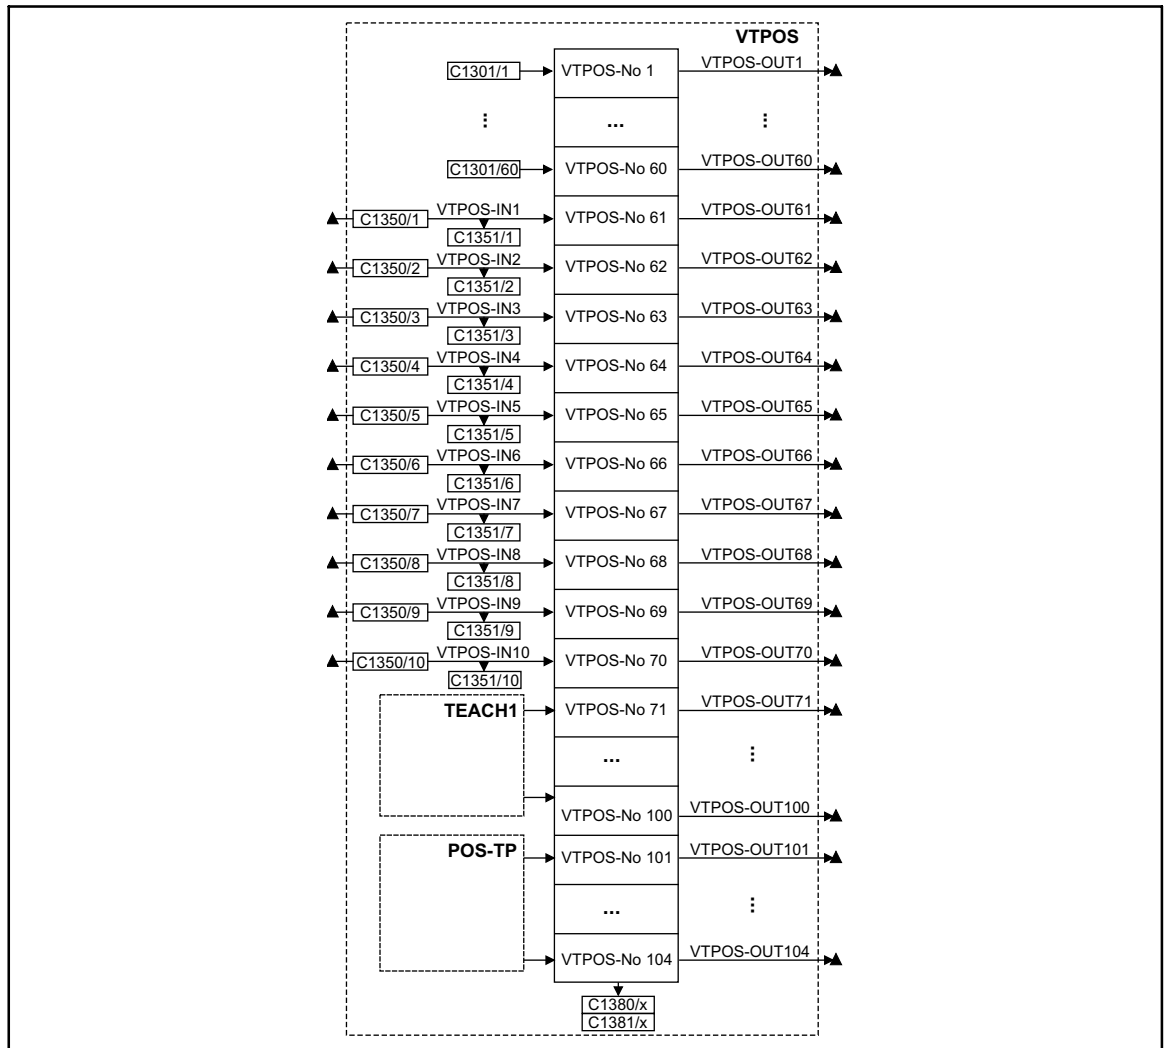 VTPOS
C1301/1 VTPOS-No 1 VTPOS-OUT1
⋮ ... ⋮
C1301/60 VTPOS-No 60 VTPOS-OUT60
C1350/1 VTPOS-IN1 VTPOS-No 61 VTPOS-OUT61
C1351/1
C1350/2 VTPOS-IN2 VTPOS-No 62 VTPOS-OUT62
C1351/2
C1350/3 VTPOS-IN3 VTPOS-No 63 VTPOS-OUT63
C1351/3
C1350/4 VTPOS-IN4 VTPOS-No 64 VTPOS-OUT64
C1351/4
C1350/5 VTPOS-IN5 VTPOS-No 65 VTPOS-OUT65
C1351/5
C1350/6 VTPOS-IN6 VTPOS-No 66 VTPOS-OUT66
C1351/6
C1350/7 VTPOS-IN7 VTPOS-No 67 VTPOS-OUT67
C1351/7
C1350/8 VTPOS-IN8 VTPOS-No 68 VTPOS-OUT68
C1351/8
C1350/9 VTPOS-IN9 VTPOS-No 69 VTPOS-OUT69
C1351/9
C1350/10 VTPOS-IN10 VTPOS-No 70 VTPOS-OUT70
C1351/10
TEACH1 VTPOS-No 71 VTPOS-OUT71
... ⋮
VTPOS-No 100 VTPOS-OUT100
POS-TP VTPOS-No 101 VTPOS-OUT101
... ⋮
VTPOS-No 104 VTPOS-OUT104
C1380/x
C1381/x